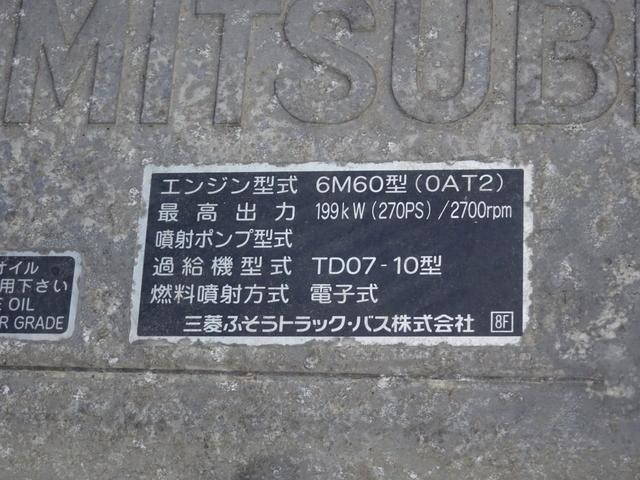 MITSUBI
エンジン型式 6M60型(0AT2)
最高出力 199kW(270PS)/2700rpm
噴射ポンプ型式
過給機型式 TD07-10型
燃料噴射方式 電子式
三菱ふそうトラック・バス株式会社 8F
オイル
用下さい
E OIL
R GRADE